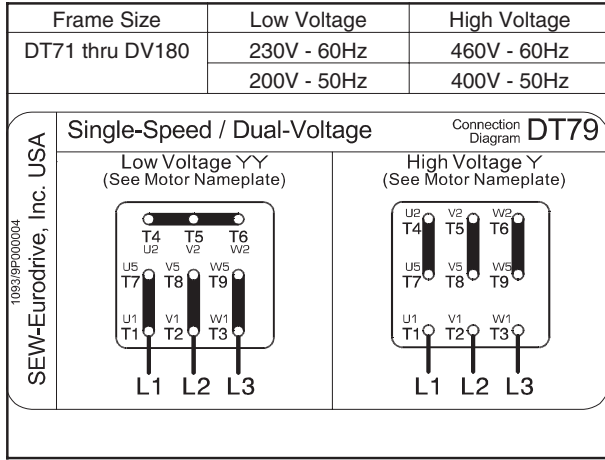 Frame Size Low Voltage High Voltage
DT71 thru DV180 230V - 60Hz 460V - 60Hz
200V - 50Hz 400V - 50Hz
1093/9P000004
SEW-Eurodrive, Inc. USA
Single-Speed / Dual-Voltage Connection Diagram DT79
Low Voltage YY
(See Motor Nameplate)
T4 T5 T6
U2 V2 W2
U5 V5 W5
T7 T8 T9
U1 V1 W1
T1 T2 T3
L1 L2 L3
High Voltage Y
(See Motor Nameplate)
U2 V2 W2
T4 T5 T6
U5 V5 W5
T7 T8 T9
U1 V1 W1
T1 T2 T3
L1 L2 L3